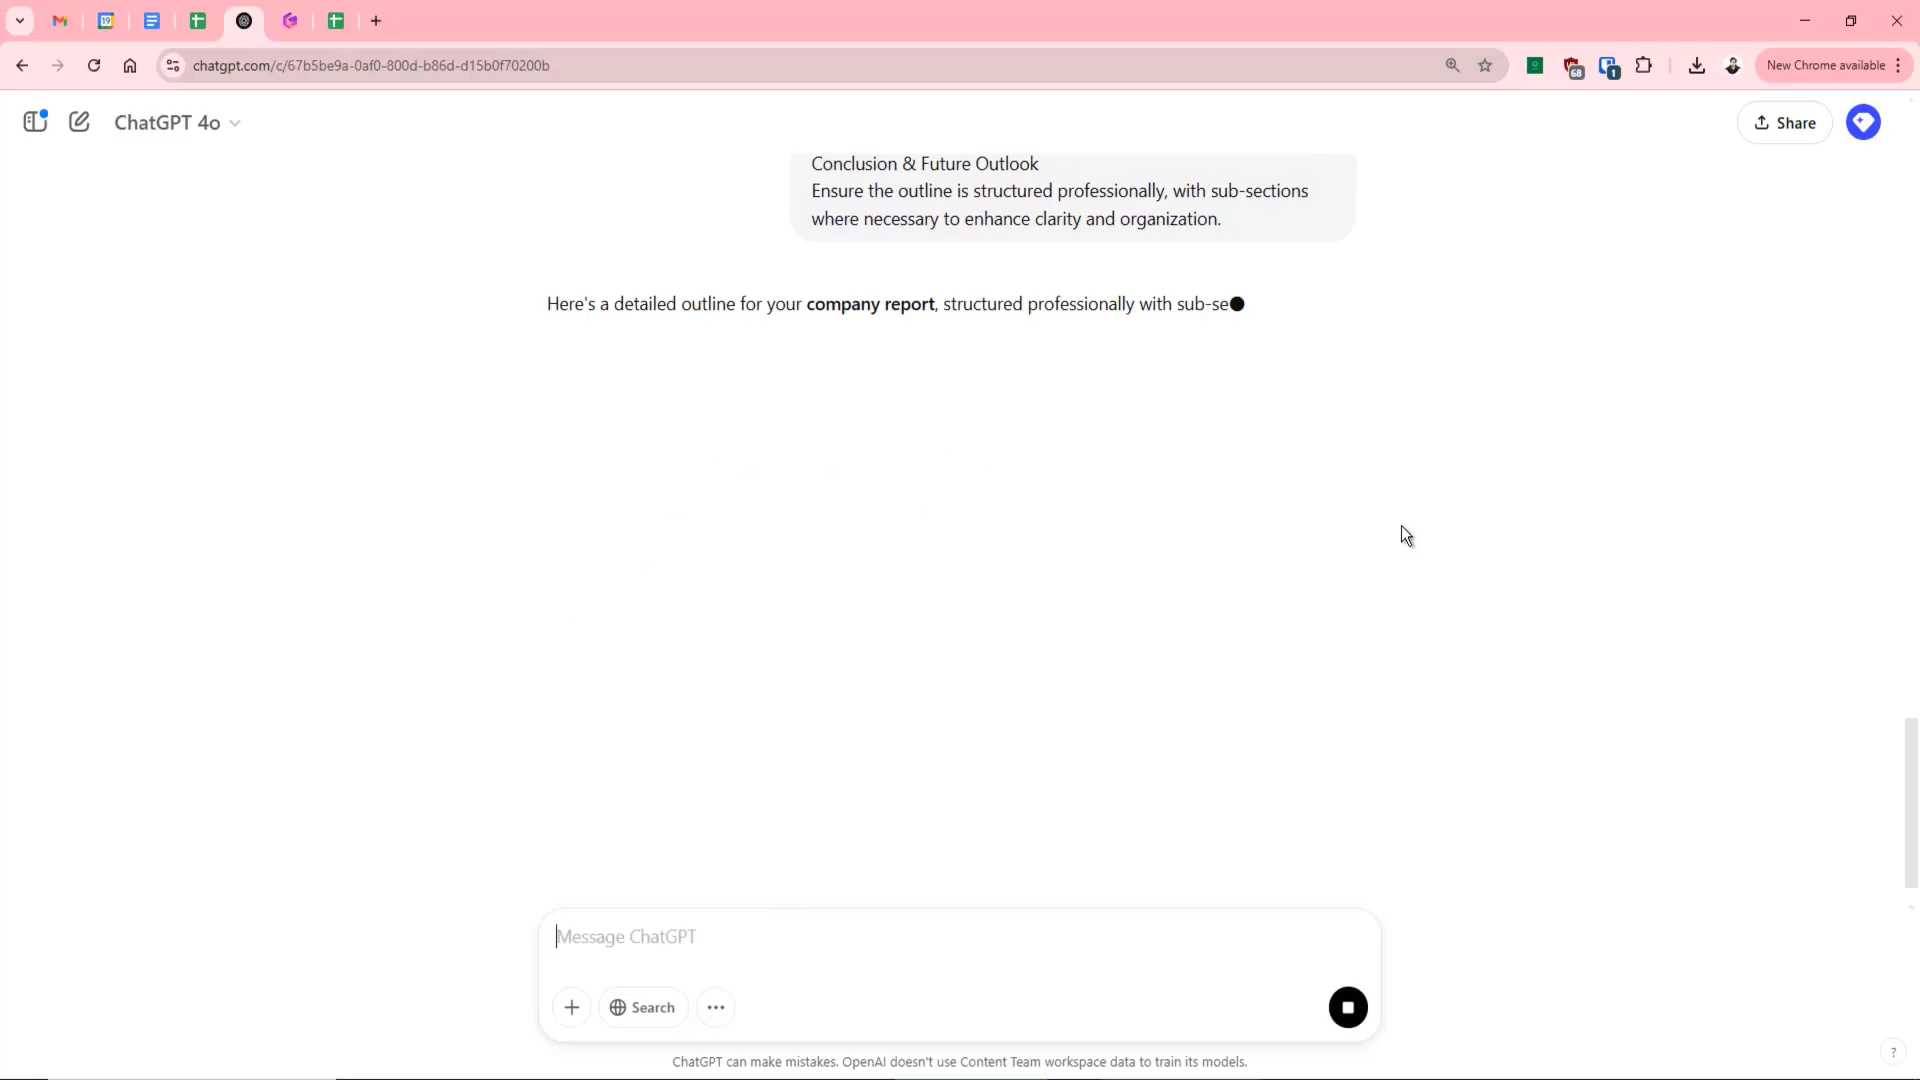 19
chatgpt.com/c/67b5be9a-0af0-800d-b86d-d15b0f70200b
68
1
New Chrome available
ChatGPT 4o
Share
Conclusion & Future Outlook
Ensure the outline is structured professionally, with sub-sections
where necessary to enhance clarity and organization.
Here's a detailed outline for your company report, structured professionally with sub-se
Message ChatGPT
Search
ChatGPT can make mistakes. OpenAI doesn't use Content Team workspace data to train its models.
?